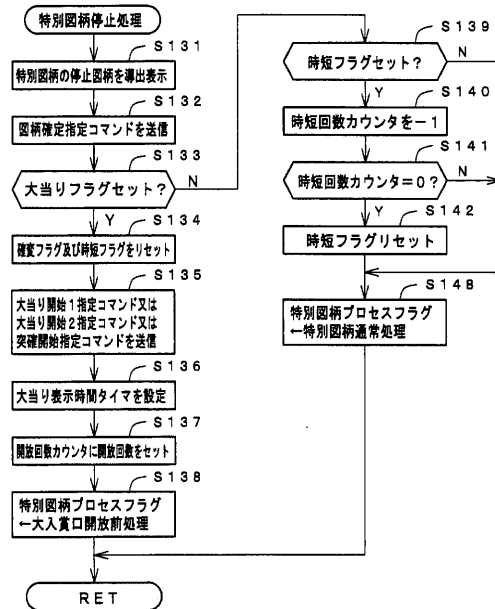 特別図柄停止処理
S131
特別図柄の停止図柄を導出表示
S132
図柄確定指定コマンドを送信
S133
大当りフラグセット?
N
Y
S134
確変フラグ及び時短フラグをリセット
S135
大当り開始1指定コマンド又は
大当り開始2指定コマンド又は
突確開始指定コマンドを送信
S136
大当り表示時間タイマを設定
S137
開放回数カウンタに開放回数をセット
S138
特別図柄プロセスフラグ
←大入賞口開放前処理
RET
S139
時短フラグセット?
N
Y
S140
時短回数カウンタを-1
S141
時短回数カウンタ=0?
N
Y
S142
時短フラグリセット
S148
特別図柄プロセスフラグ
←特別図柄通常処理